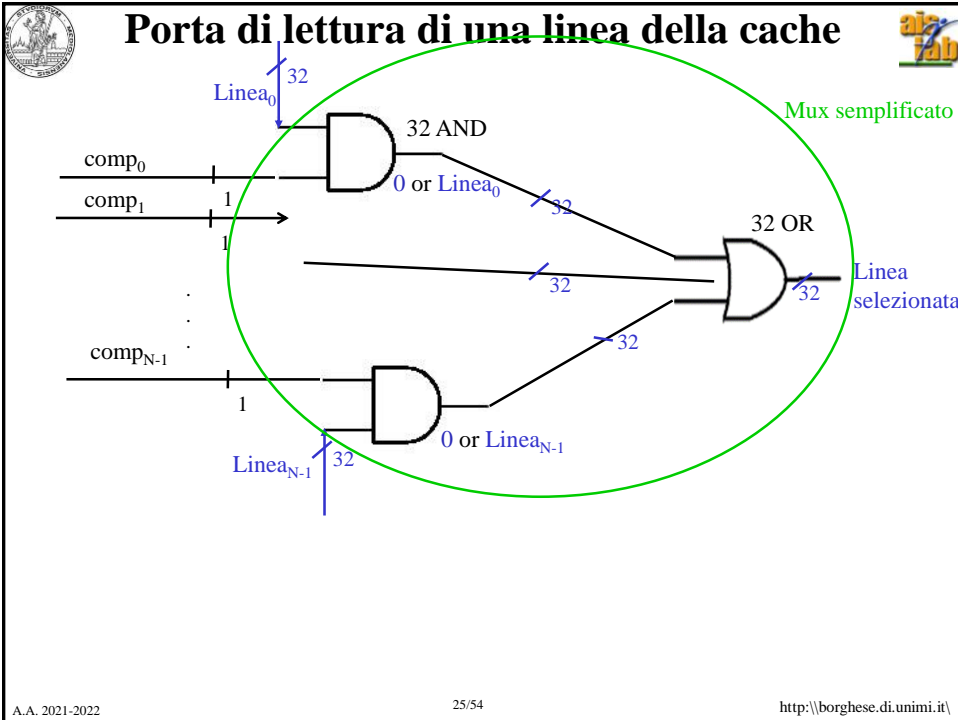 Porta di lettura di una linea della cache
32
Linea0
Mux semplificato
32 AND
comp0
0 or Linea0
comp1
1
32
32 OR
1
Linea
32
32
selezionata
.
.
.
32
compN-1
1
0 or LineaN-1
LineaN-1
32
A.A. 2021-2022
25/54
http:\\borghese.di.unimi.it\